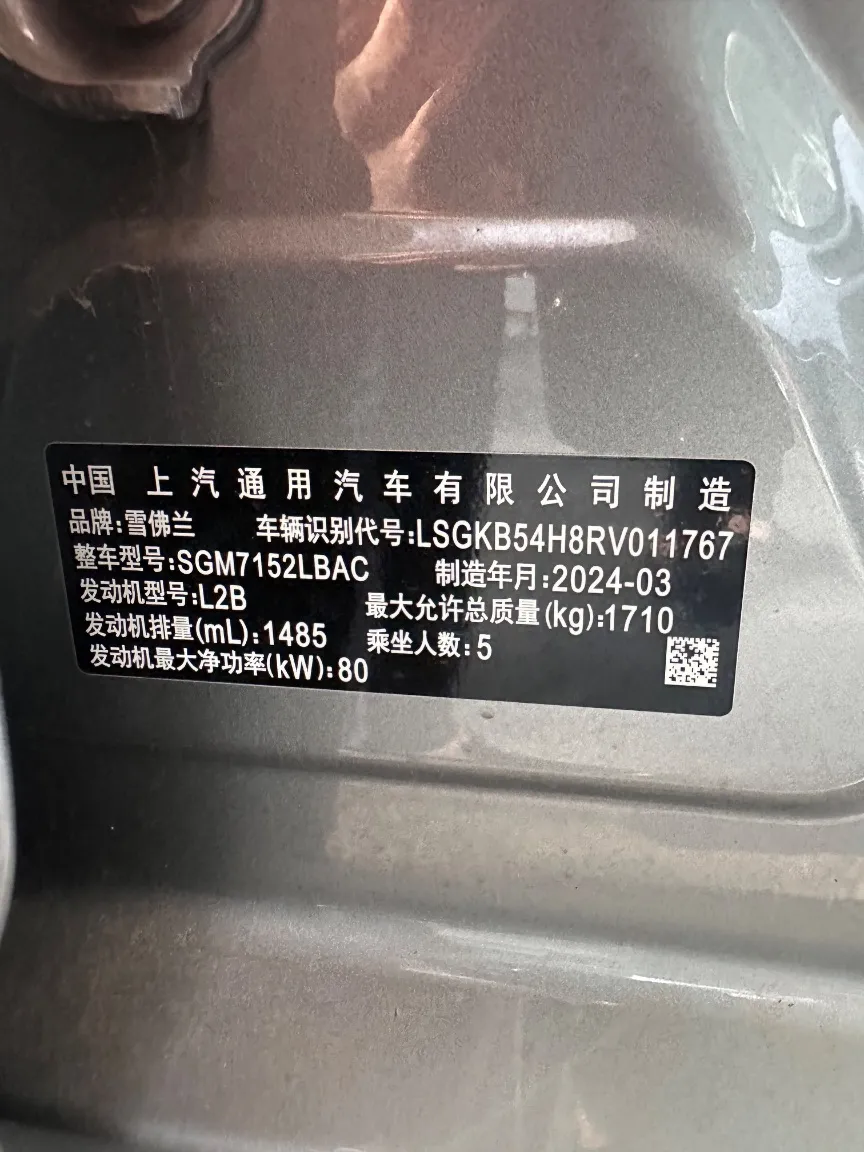 中国 上汽通用汽车有限公司制造
品牌:雪佛兰 车辆识别代号:LSGKB54H8RV011767
整车型号:SGM7152LBAC 制造年月:2024-03
发动机型号:L2B 最大允许总质量(kg):1710
发动机排量(mL):1485 乘坐人数:5
发动机最大净功率(kW):80